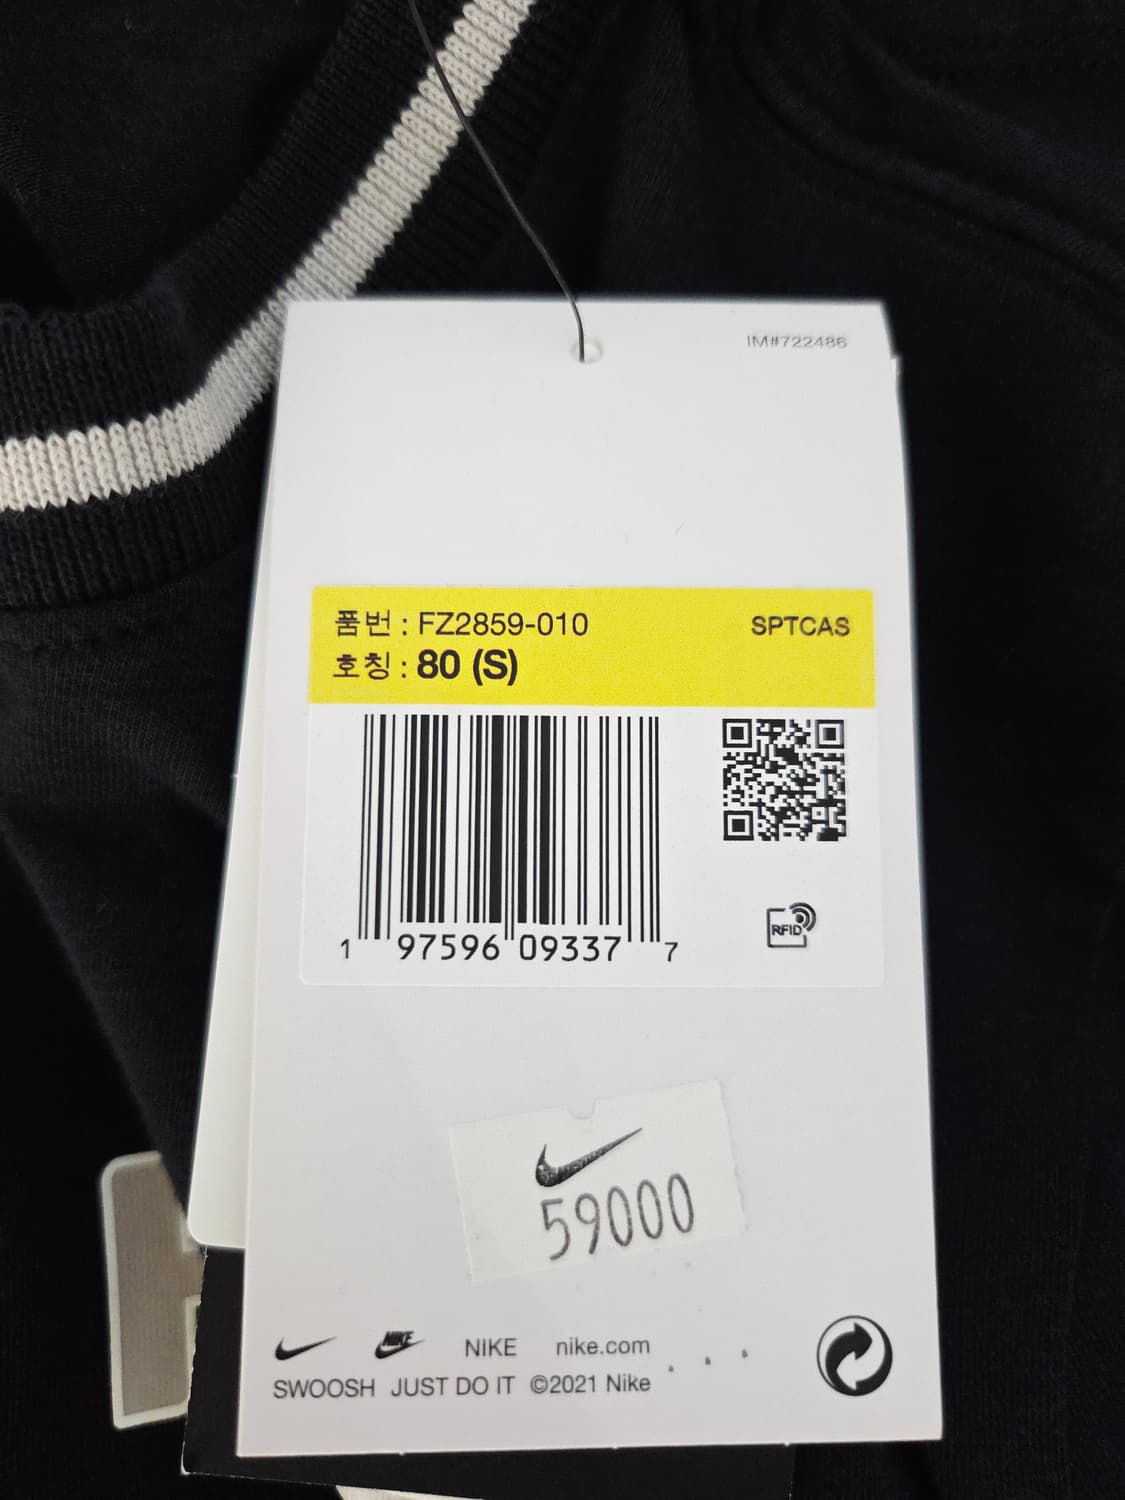 IM#722486
품번 : FZ2859-010 SPTCAS
호칭 : 80 (S)
1 97596 09337 7
RFID
59000
NIKE NIKE nike.com
SWOOSH JUST DO IT ©2021 Nike